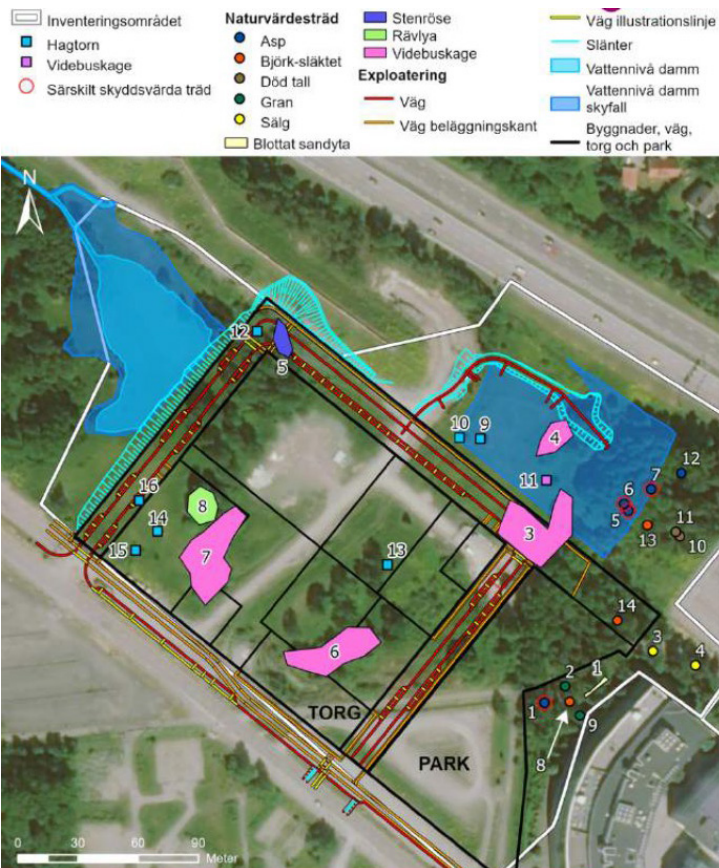 Inventeringsområdet
Hagtorn
Videbuskage
Särskilt skyddsvärda träd
Naturvärdesträd
Asp
Björk-släktet
Död tall
Gran
Sälg
Blottat sandyta
Stenröse
Rävlya
Videbuskage
Exploatering
Väg
Väg beläggningskant
Väg illustrationslinje
Slänter
Vattennivå damm
Vattennivå damm
skyfall
Byggnader, väg,
torg och park
N
12
5
10
9
4
11
12
7
6
5
16
8
14
3
13
11
10
15
7
13
14
6
3
4
2
1
TORG
1
9
8
PARK
0 30 60 90
Meter